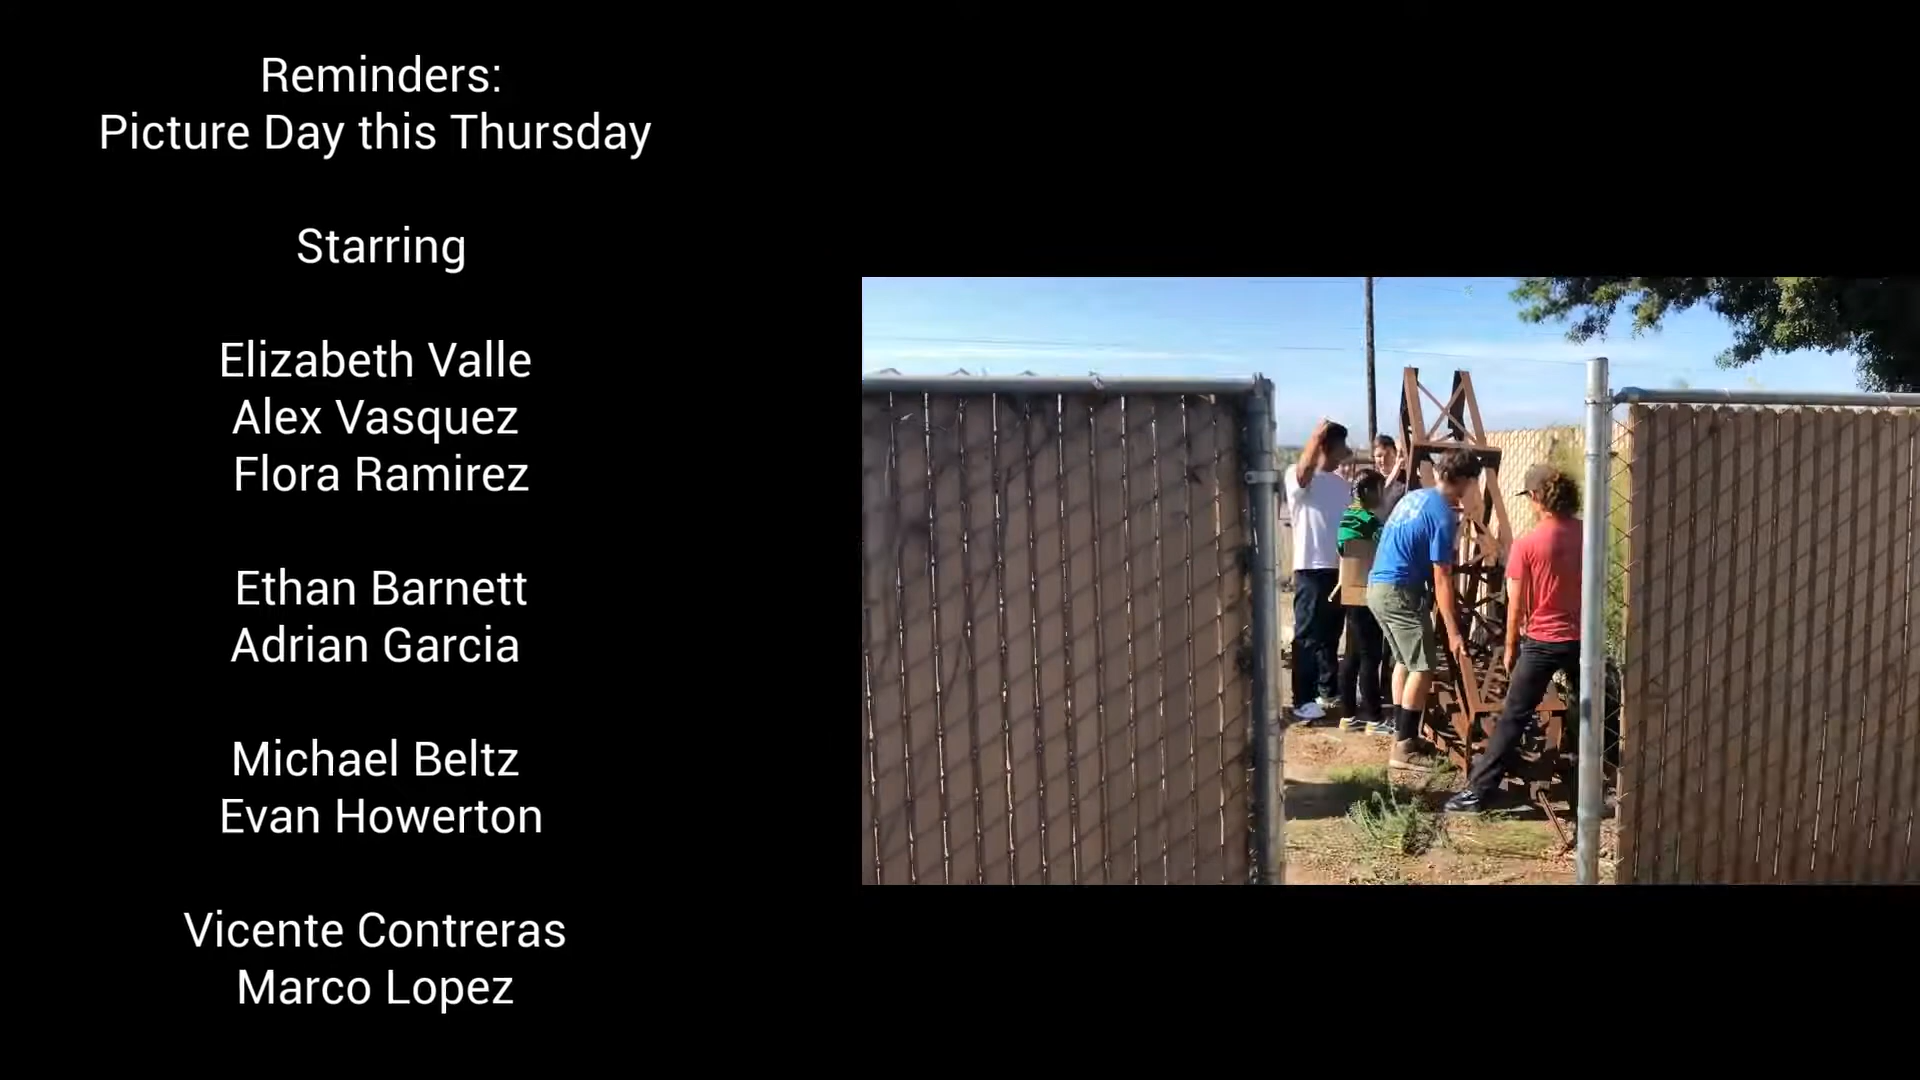 Reminders:
Picture Day this Thursday
Starring
Elizabeth Valle
Alex Vasquez
Flora Ramirez
Ethan Barnett
Adrian Garcia
Michael Beltz
Evan Howerton
Vicente Contreras
Marco Lopez